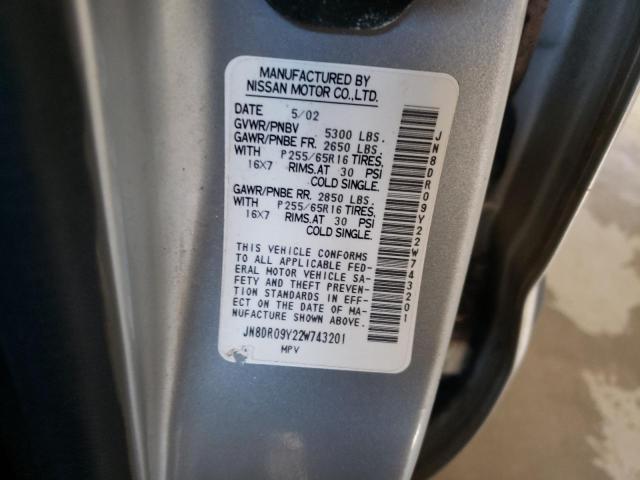 MANUFACTURED BY
NISSAN MOTOR CO.,LTD.
DATE 5/02
GVWR/PNBV 5300 LBS.
GAWR/PNBE FR. 2650 LBS.
WITH P255/65R16 TIRES,
16X7 RIMS,AT 30 PSI
COLD SINGLE.
GAWR/PNBE RR. 2850 LBS.
WITH P255/65R16 TIRES,
16X7 RIMS,AT 30 PSI
COLD SINGLE.
THIS VEHICLE CONFORMS
TO ALL APPLICABLE FED-
ERAL MOTOR VEHICLE SA-
FETY AND THEFT PREVEN-
TION STANDARDS IN EFF-
ECT ON THE DATE OF MA-
NUFACTURE SHOWN ABOVE.
JN8DR09Y22W743201
MPV
JN8DR09Y22W743201